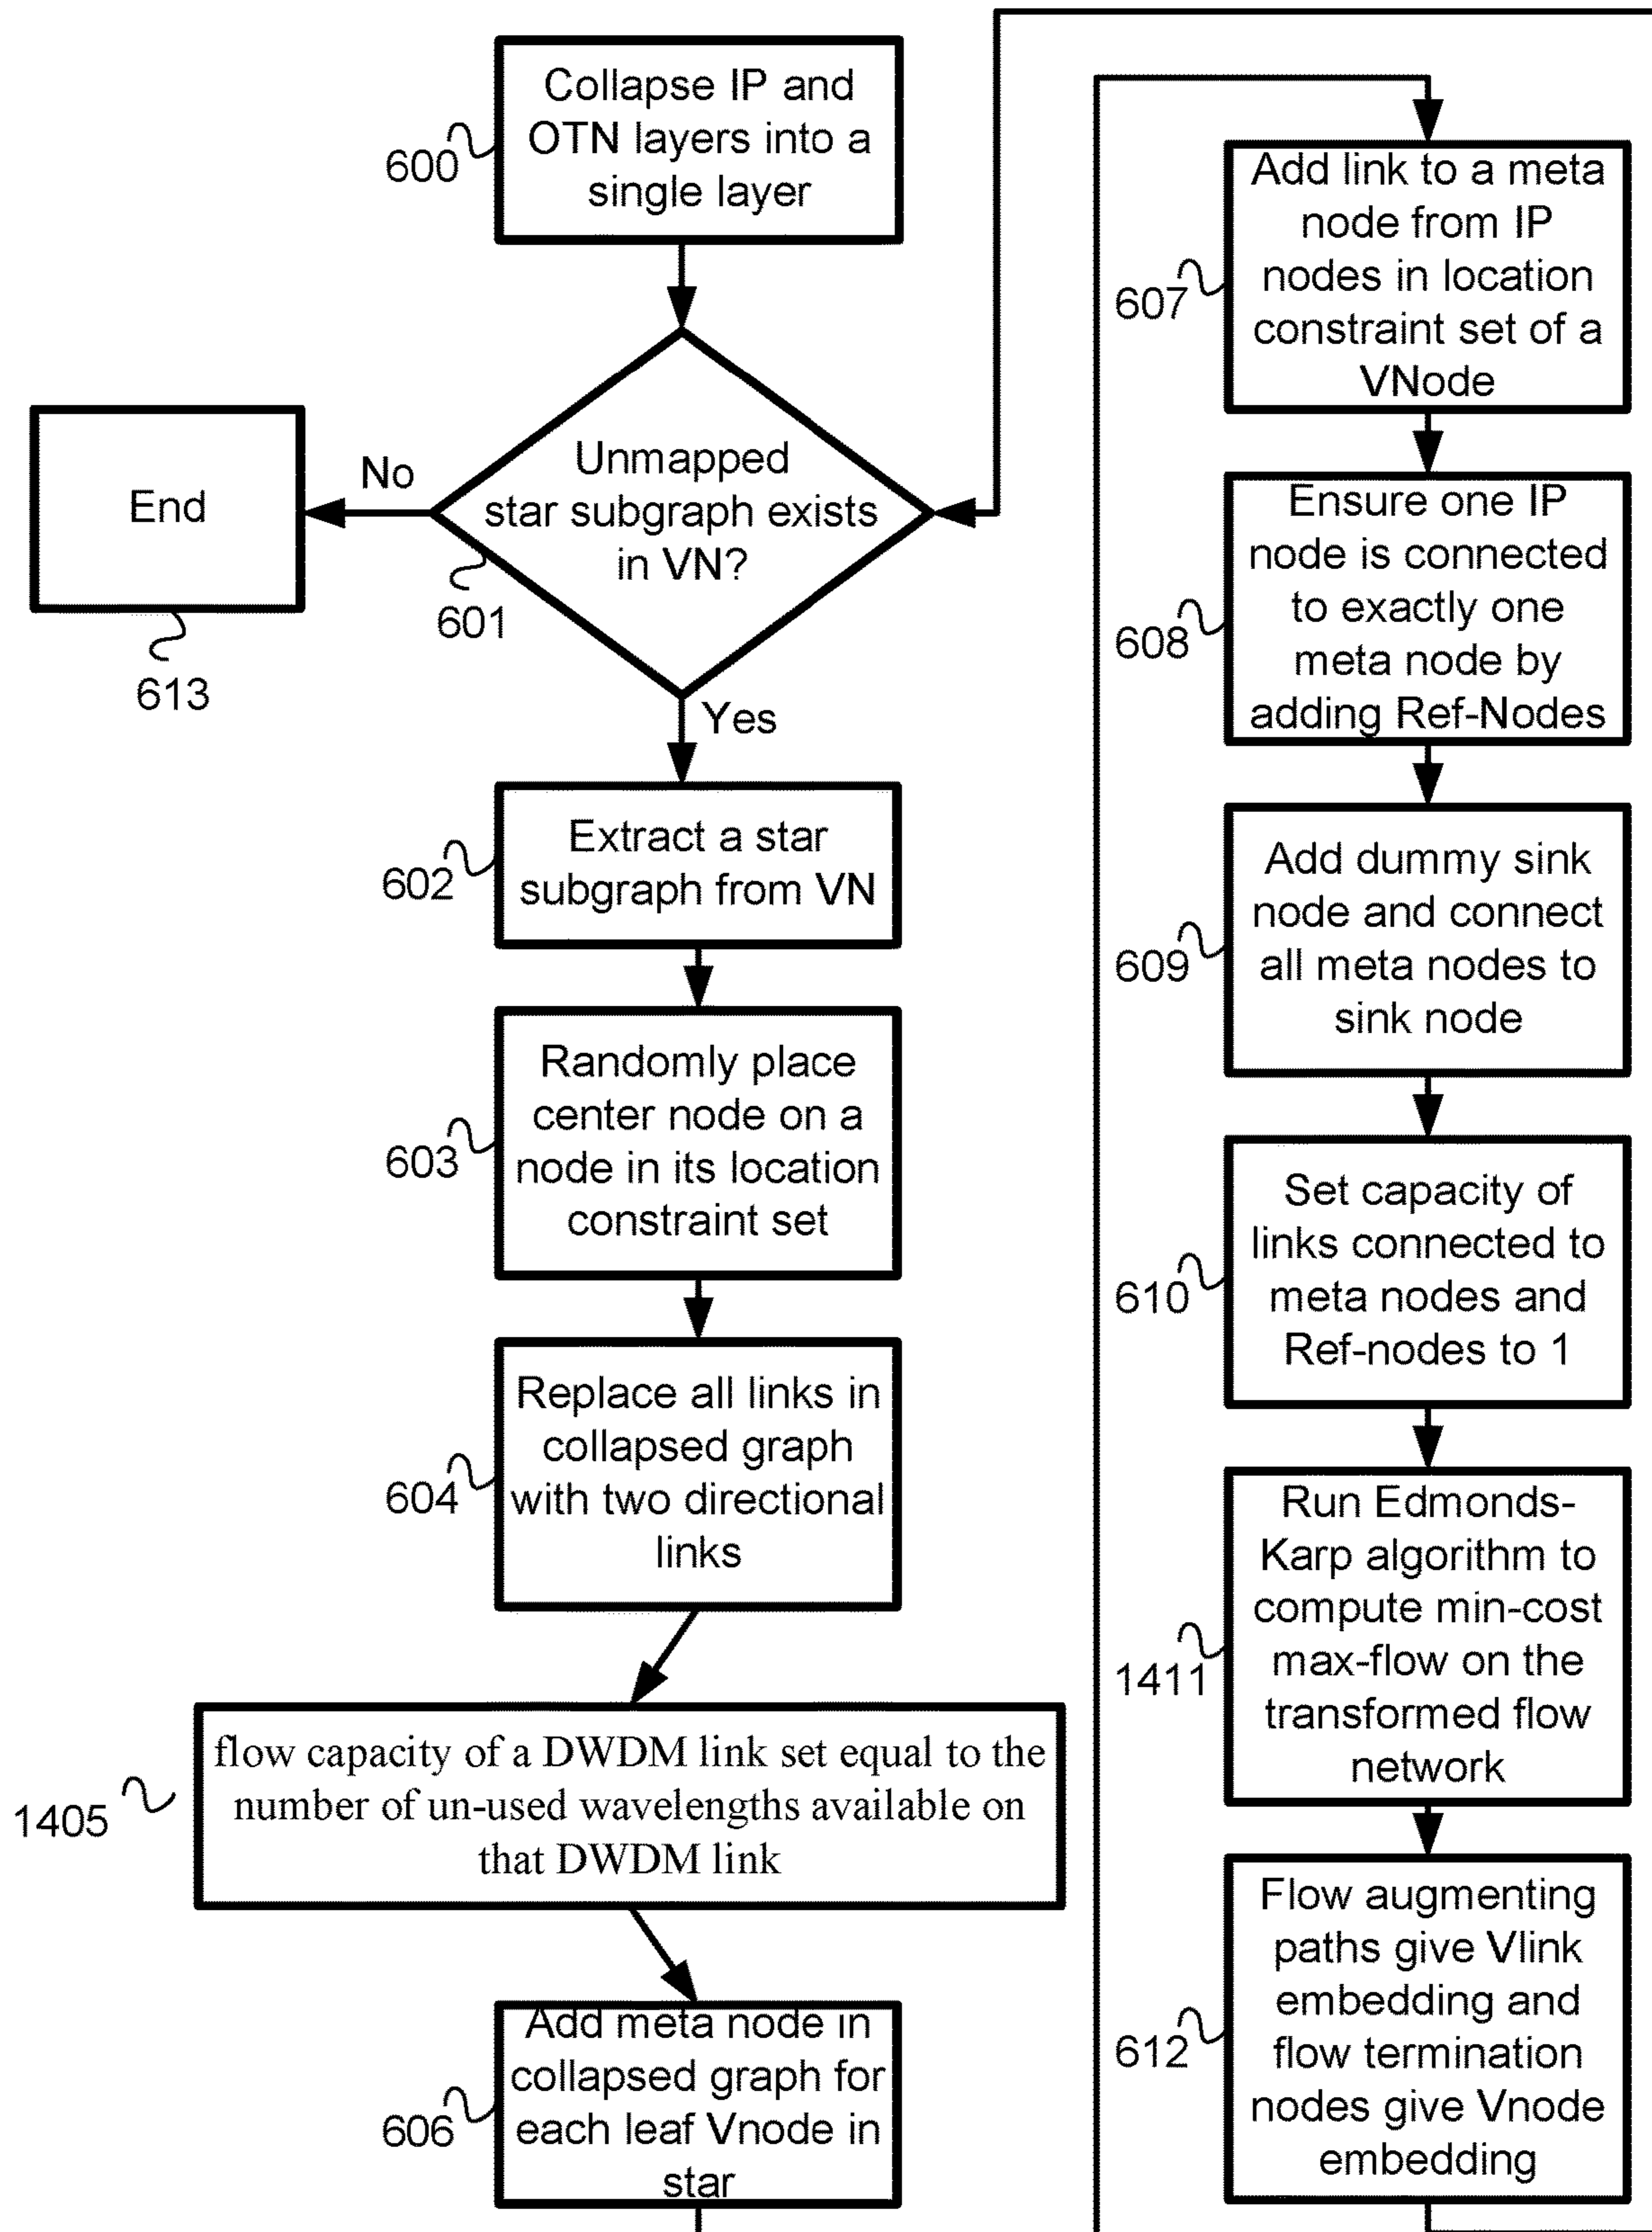 Collapse IP and
OTN layers into a
single layer
600
Unmapped
star subgraph exists
in VN?
601
No
End
613
Yes
Extract a star
subgraph from VN
602
Randomly place
center node on a
node in its location
constraint set
603
Replace all links in
collapsed graph
with two directional
links
604
flow capacity of a DWDM link set equal to the
number of un-used wavelengths available on
that DWDM link
1405
Add meta node in
collapsed graph for
each leaf Vnode in
star
606
Add link to a meta
node from IP
nodes in location
constraint set of a
VNode
607
Ensure one IP
node is connected
to exactly one
meta node by
adding Ref-Nodes
608
Add dummy sink
node and connect
all meta nodes to
sink node
609
Set capacity of
links connected to
meta nodes and
Ref-nodes to 1
610
Run Edmonds-
Karp algorithm to
compute min-cost
max-flow on the
transformed flow
network
1411
Flow augmenting
paths give Vlink
embedding and
flow termination
nodes give Vnode
embedding
612